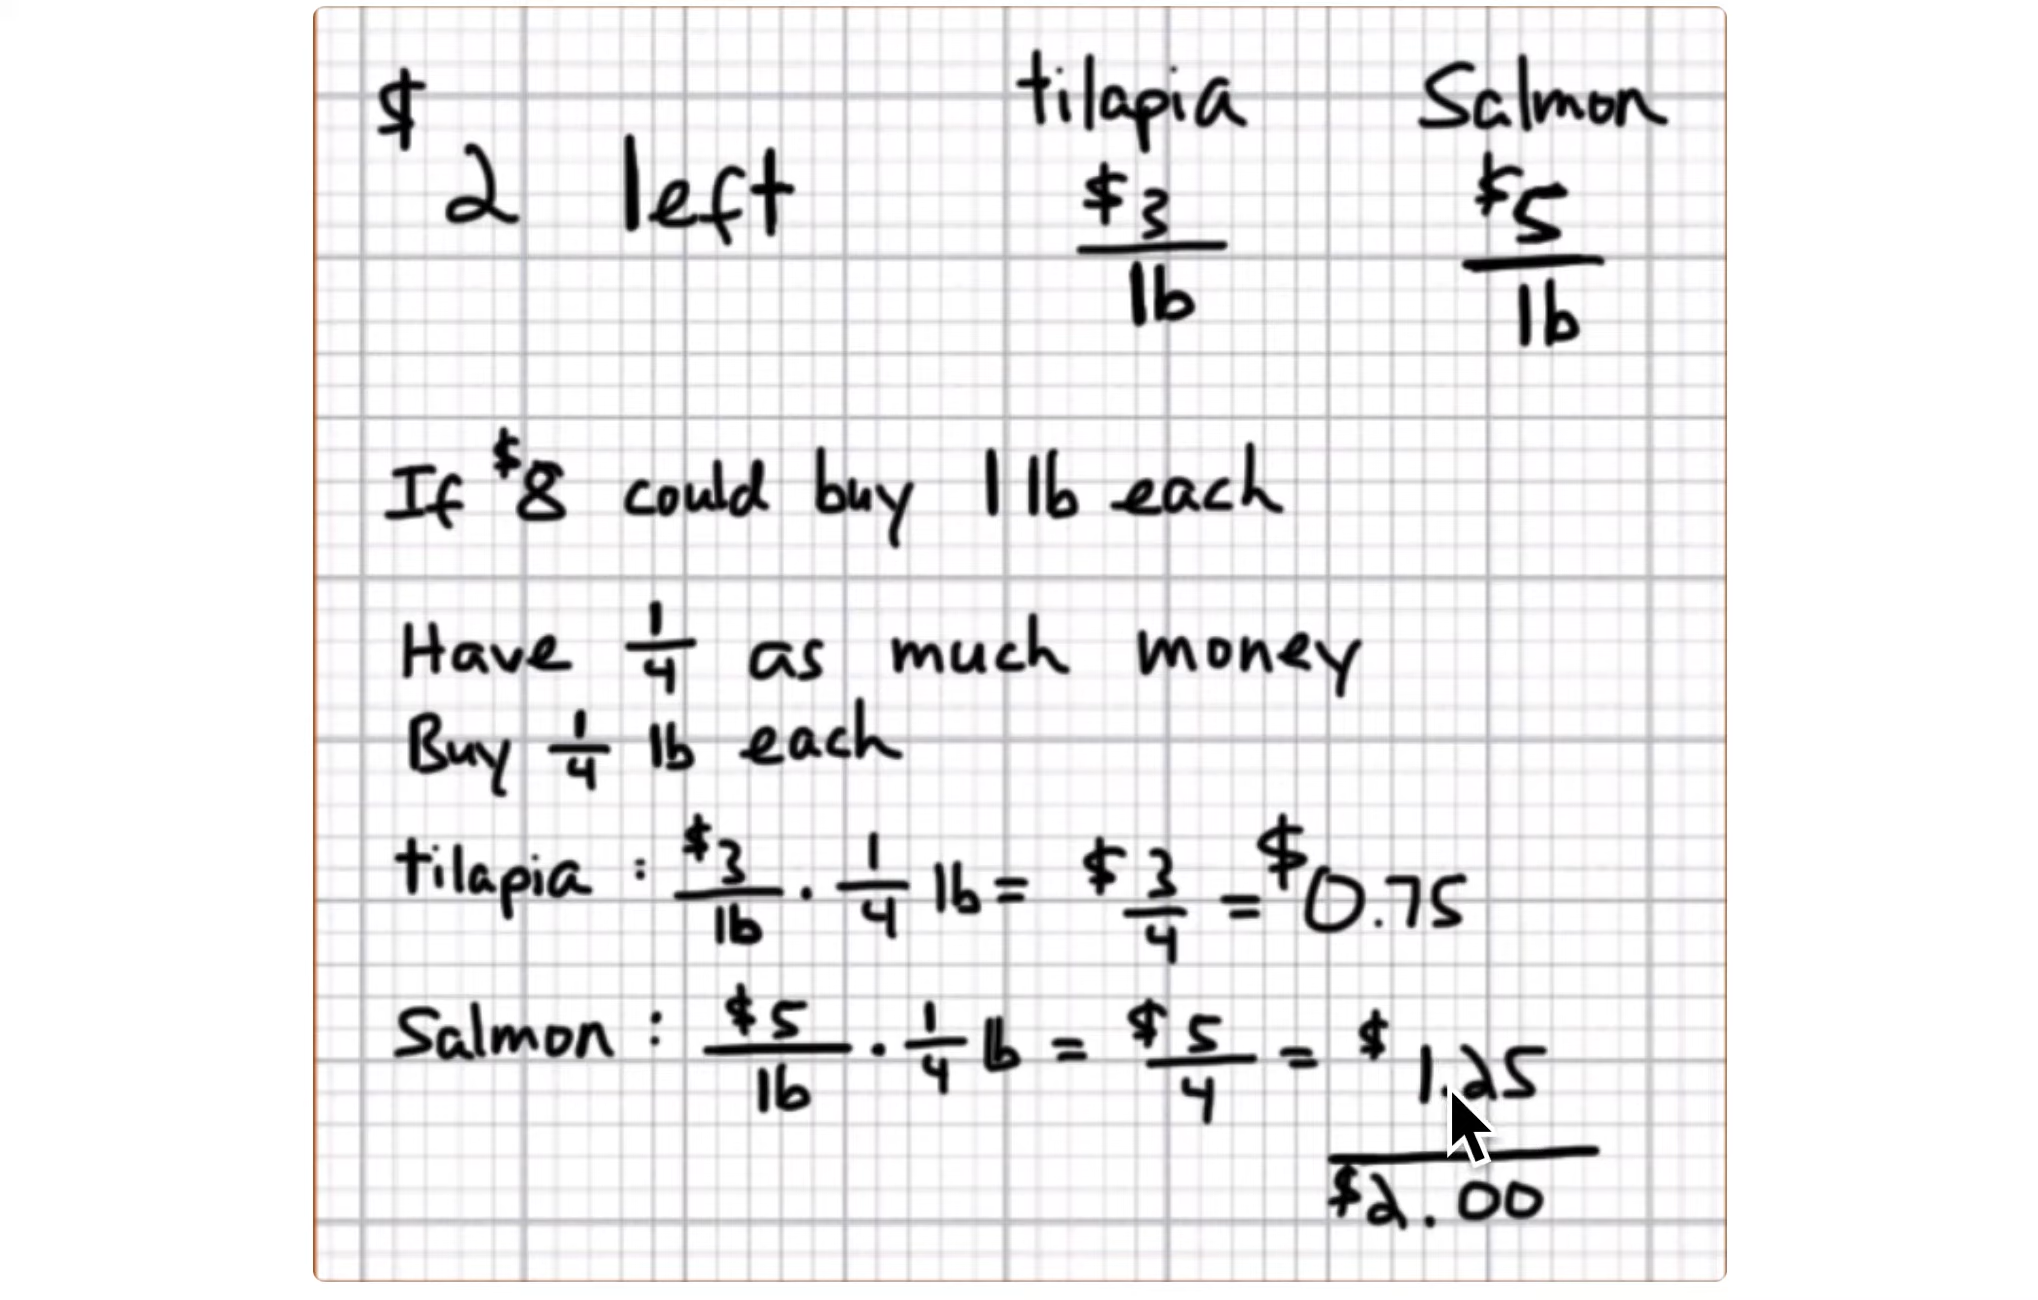 $2 left
tilapia
$3/lb
Salmon
$5/lb
If $8 could buy 1 lb each
Have 1/4 as much money
Buy 1/4 lb each
tilapia : $3/lb · 1/4 lb = $3/4 = $0.75
Salmon : $5/lb · 1/4 lb = $5/4 = $1.25
$2.00